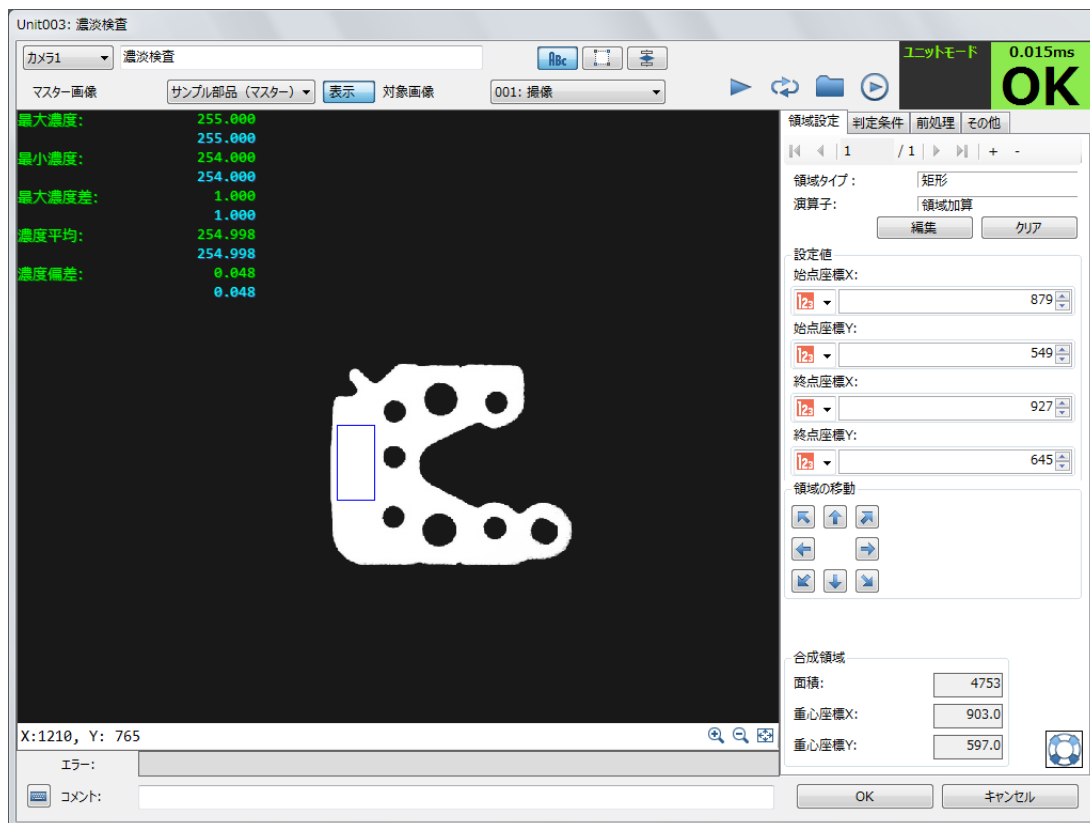 Unit003: 濃淡検査
カメラ1 濃淡検査 ABC
マスター画像 サンプル部品（マスター） 表示 対象画像 001: 撮像
ユニットモード 0.015ms
OK
最大濃度: 255.000
255.000
最小濃度: 254.000
254.000
最大濃度差: 1.000
1.000
濃度平均: 254.998
254.998
濃度偏差: 0.048
0.048
X:1210, Y: 765
エラー:
コメント:
領域設定 判定条件 前処理 その他
1 / 1 + -
領域タイプ: 矩形
演算子: 領域加算
編集 クリア
設定値
始点座標X:
123 879
始点座標Y:
123 549
終点座標X:
123 927
終点座標Y:
123 645
領域の移動
合成領域
面積: 4753
重心座標X: 903.0
重心座標Y: 597.0
OK キャンセル